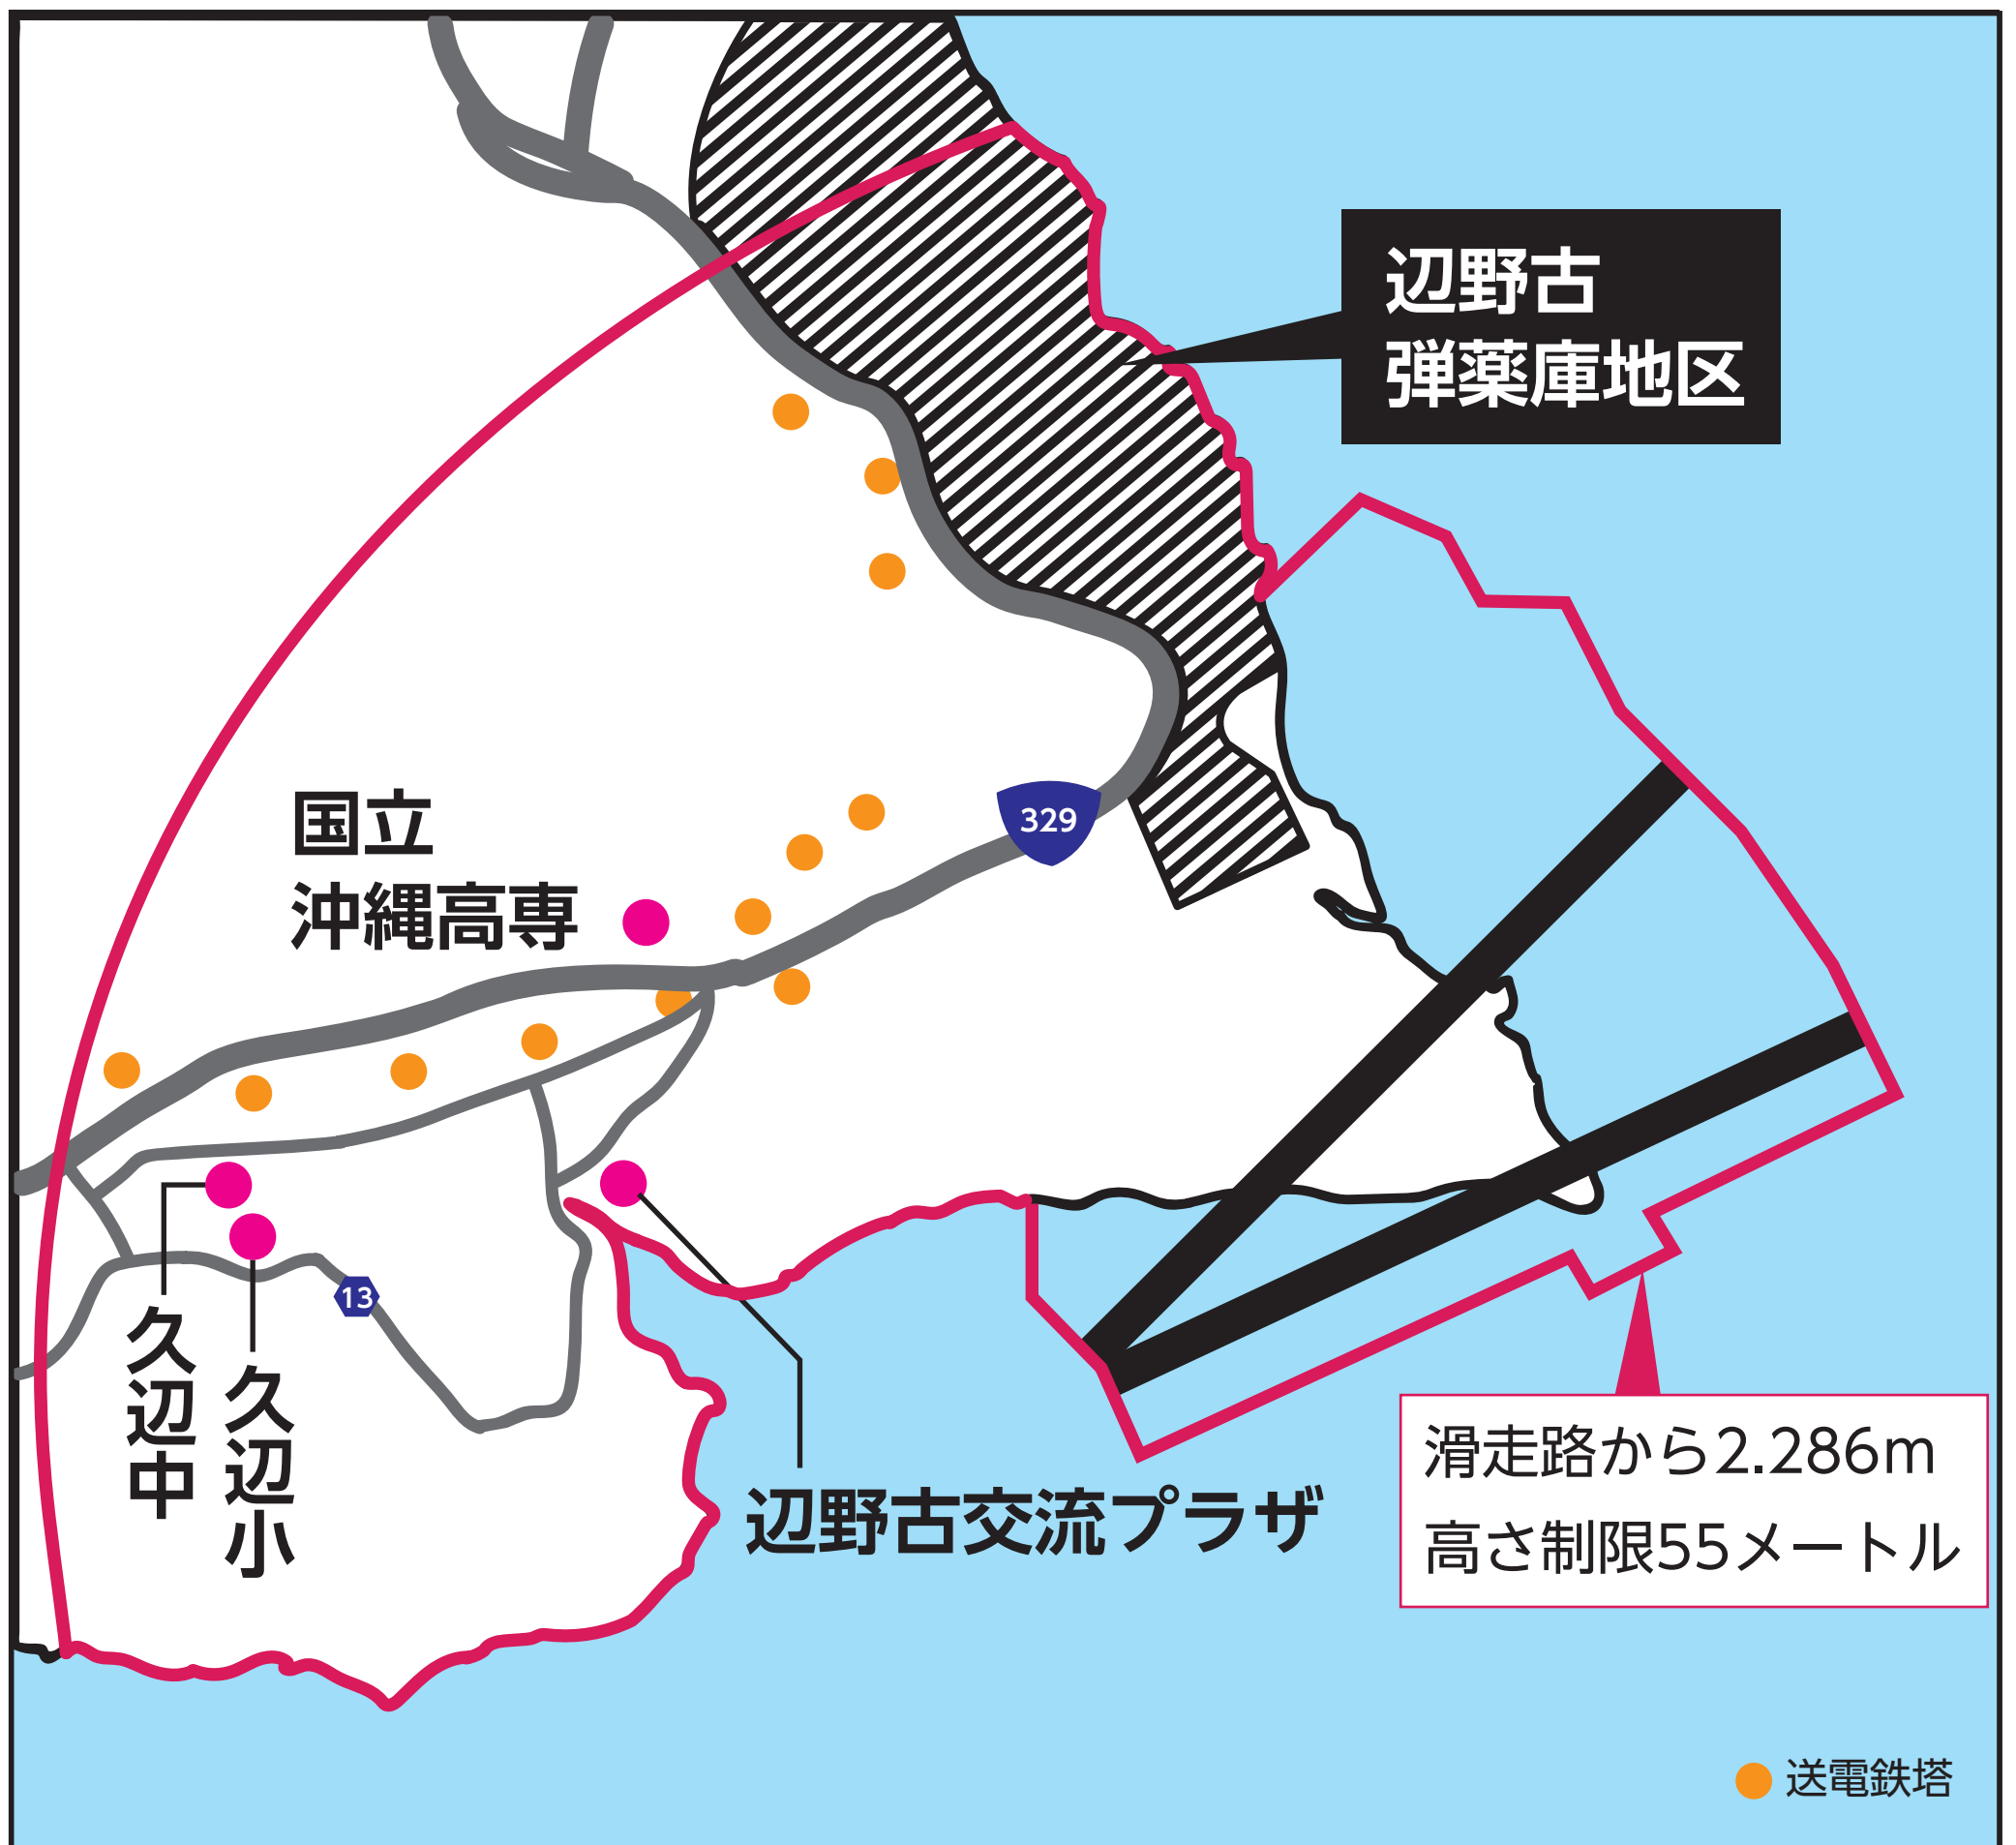 辺野古
弾薬庫地区
329
国立
沖縄高専
13
久辺中
久辺小
辺野古交流プラザ
滑走路から2.286m
高さ制限55メートル
送電鉄塔